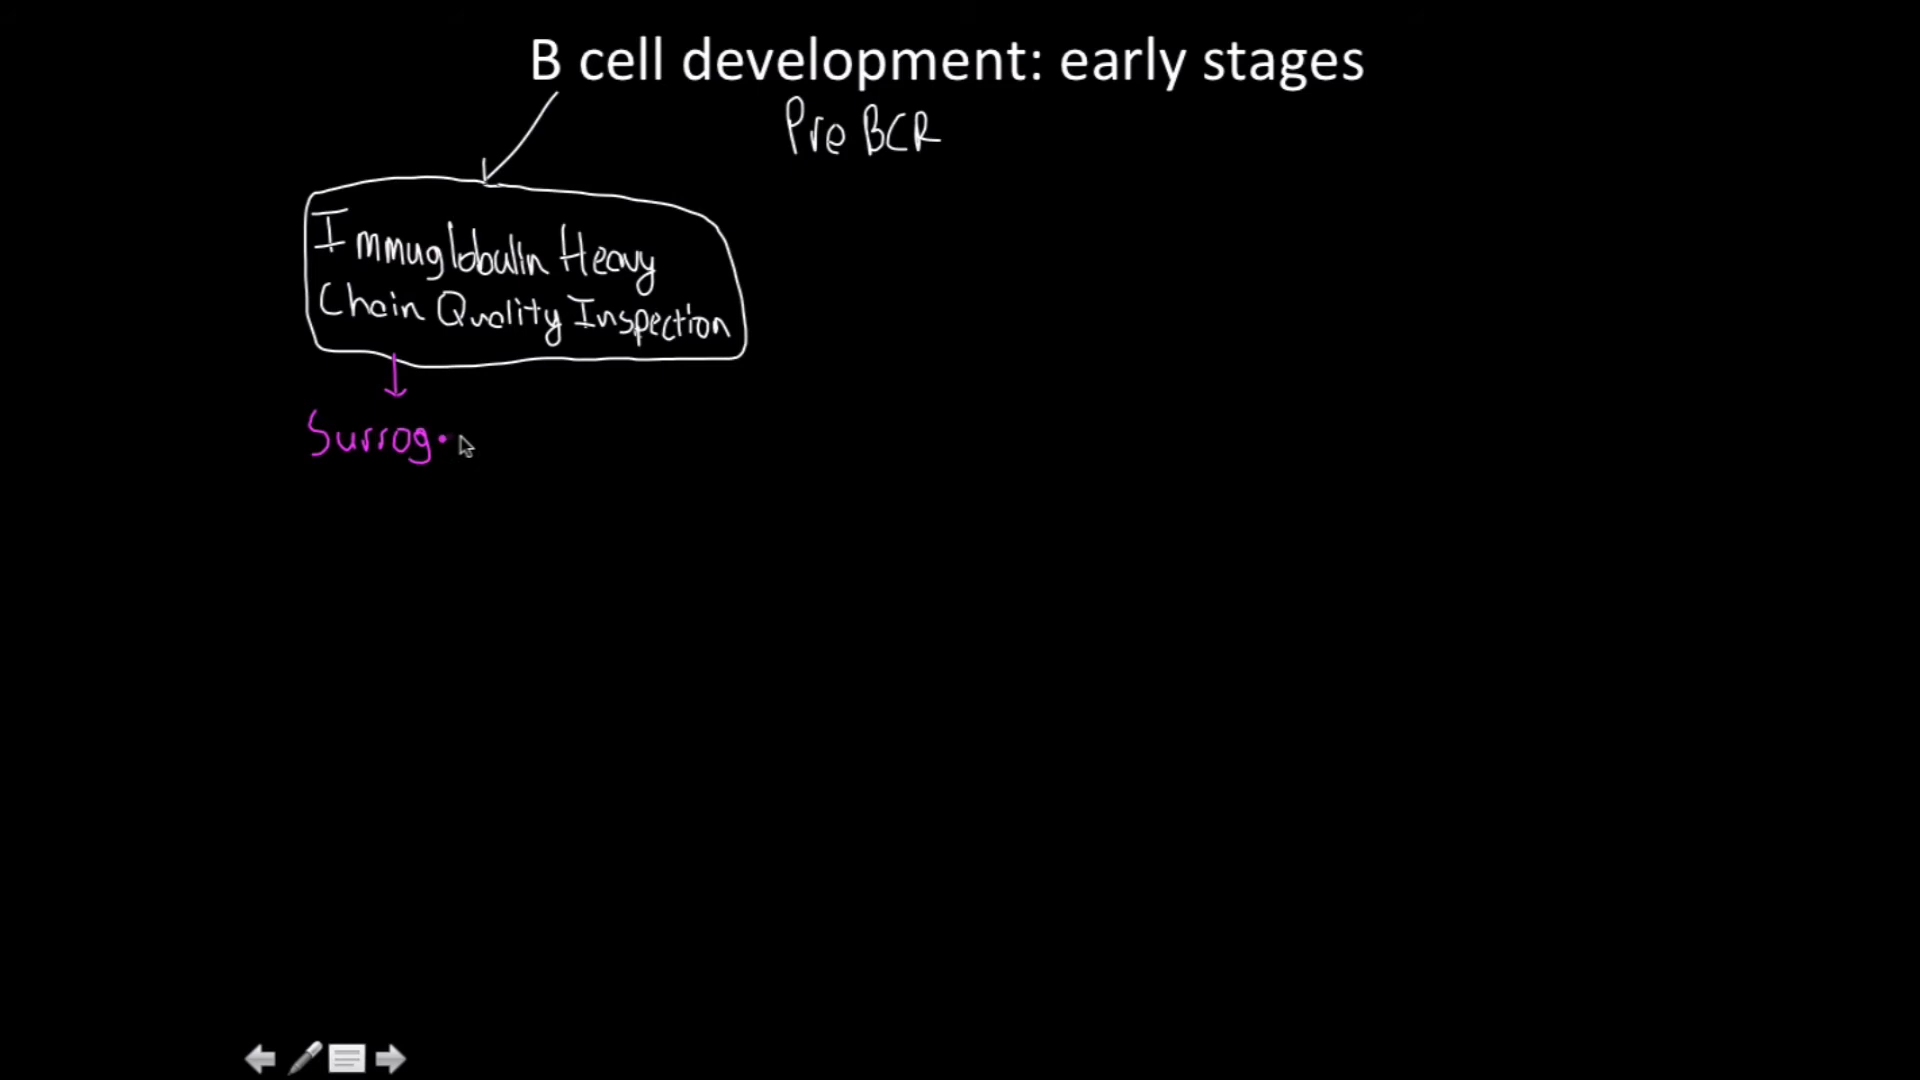 B cell development: early stages
Pre BCR
Immuglobulin Heavy
Chain Quality Inspection
Surrog